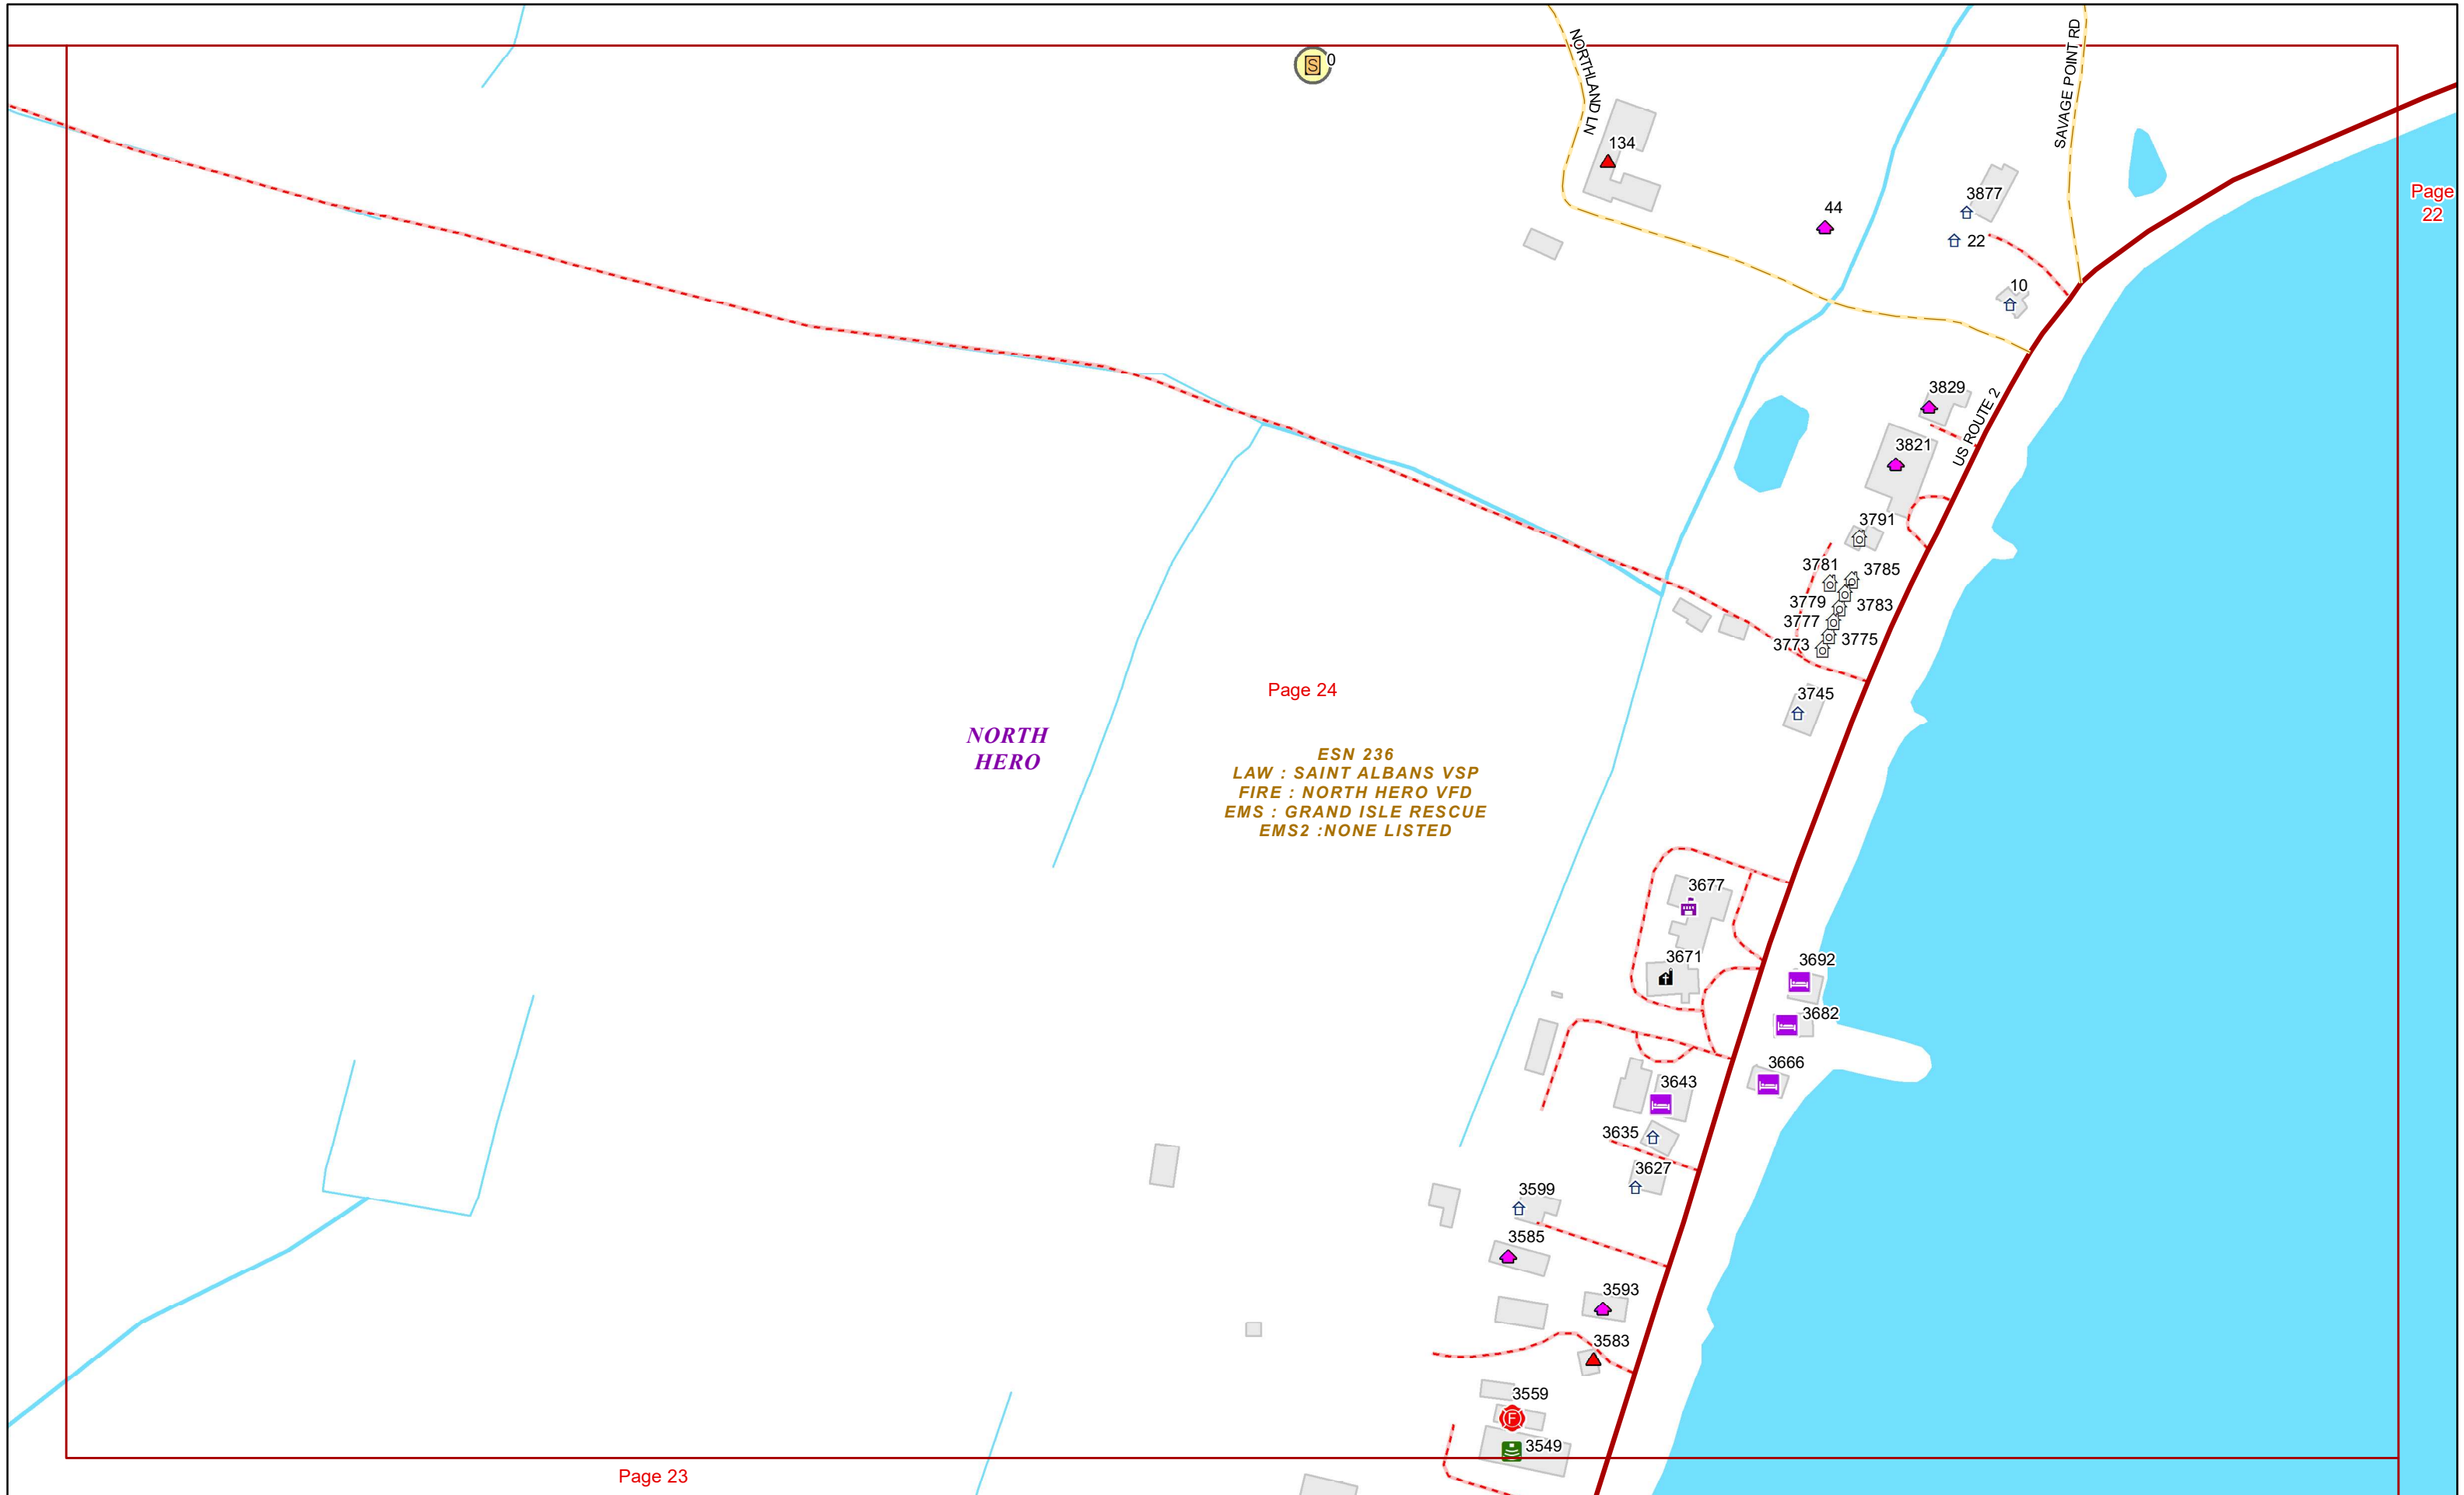 NORTHLAND LN
SAVAGE POINT RD
S
0
134
3877
Page
22
44
22
10
3829
US ROUTE 2
3821
3791
3781
3785
3779
3783
3777
3775
3773
3745
Page 24
NORTH
HERO
ESN 236
LAW : SAINT ALBANS VSP
FIRE : NORTH HERO VFD
EMS : GRAND ISLE RESCUE
EMS2 :NONE LISTED
3677
3671
3692
3682
3666
3643
3635
3627
3599
3585
3593
3583
3559
F
3549
Page 23